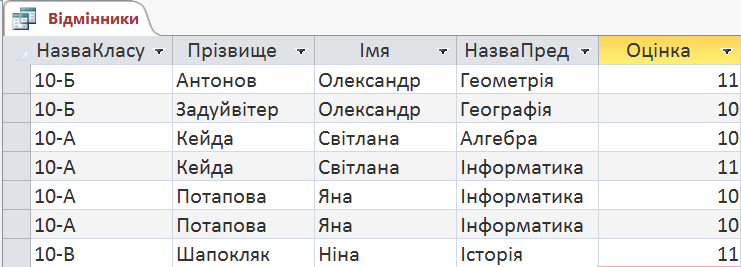 Відмінники
НазваКласу Прізвище Імя НазваПред Оцінка
10-Б Антонов Олександр Геометрія 11
10-Б Задуйвітер Олександр Географія 10
10-А Кейда Світлана Алгебра 10
10-А Кейда Світлана Інформатика 11
10-А Потапова Яна Інформатика 10
10-А Потапова Яна Інформатика 10
10-В Шапокляк Ніна Історія 11